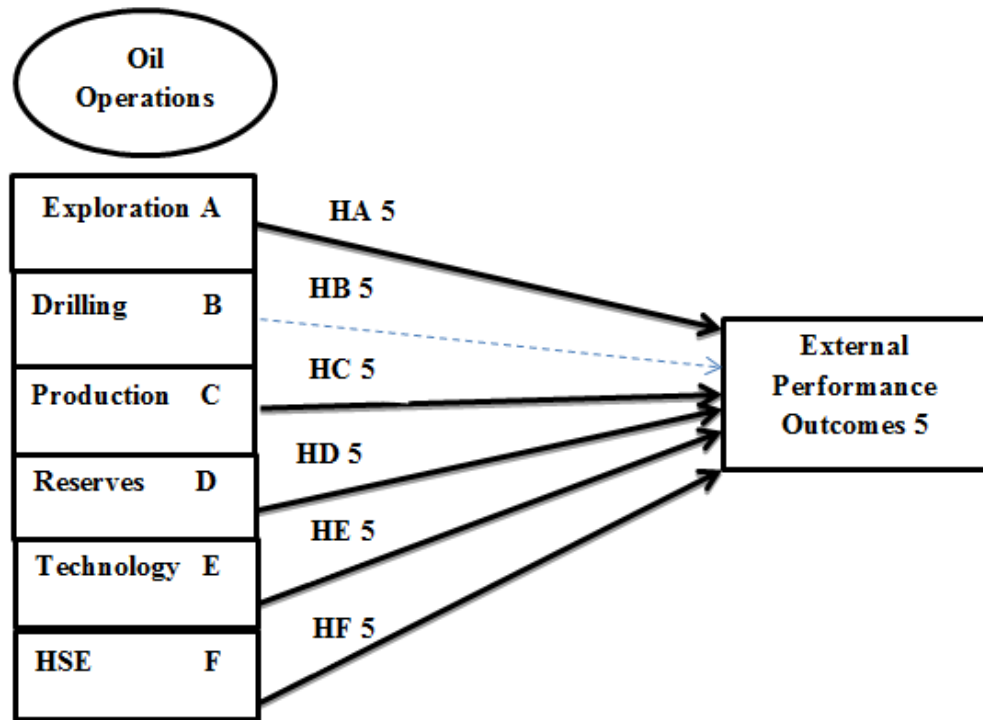 Oil
Operations
Exploration A
HA 5
Drilling B
HB 5
External
Performance
Outcomes 5
Production C
HC 5
Reserves D
HD 5
Technology E
HE 5
HSE F
HF 5